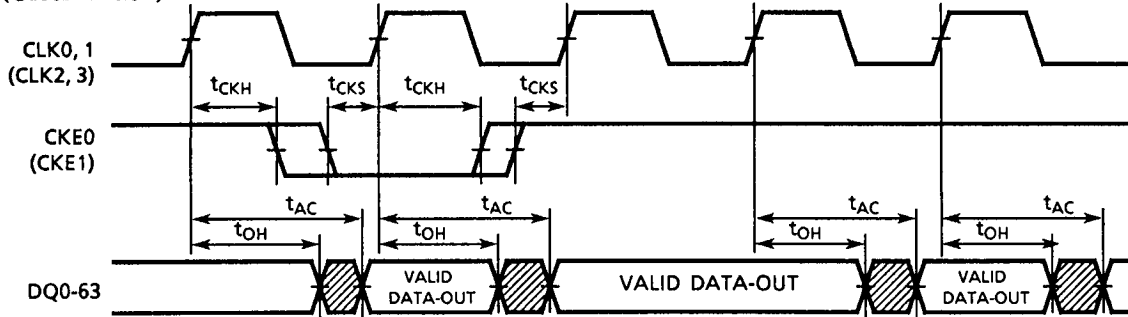 CLK0, 1
(CLK2, 3)
tCKH tCKS tCKH tCKS
CKE0
(CKE1)
tAC tAC tAC tAC
tOH tOH tOH tOH
DQ0-63
VALID DATA-OUT
VALID DATA-OUT
VALID DATA-OUT